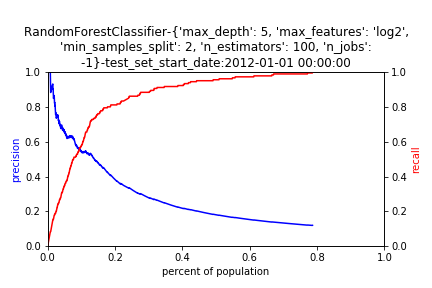 RandomForestClassifier-{'max_depth': 5, 'max_features': 'log2',
'min_samples_split': 2, 'n_estimators': 100, 'n_jobs':
-1}-test_set_start_date:2012-01-01 00:00:00
1.0
0.8
0.6
0.4
0.2
0.0
precision
1.0
0.8
0.6
0.4
0.2
0.0
recall
0.0 0.2 0.4 0.6 0.8 1.0
percent of population